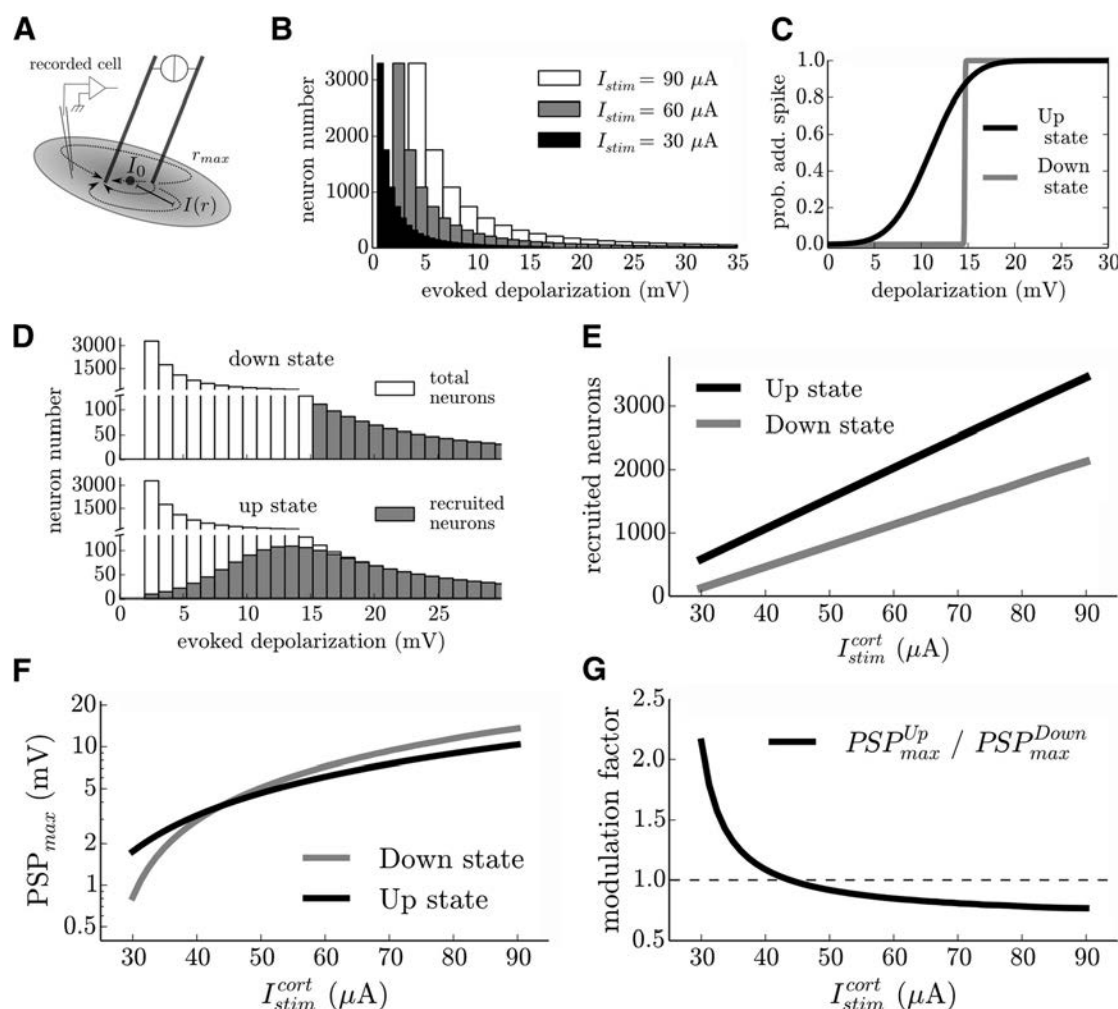 A
recorded cell
r_max
I_0
I(r)
B
neuron number
3000
2000
1000
0
I_stim = 90 μA
I_stim = 60 μA
I_stim = 30 μA
0 5 10 15 20 25 30 35
evoked depolarization (mV)
C
prob. add. spike
1.0
0.8
0.6
0.4
0.2
0.0
Up
state
Down
state
0 5 10 15 20 25 30
depolarization (mV)
D
neuron number
3000
1500
100
50
0
down state
total
neurons
3000
1500
100
50
0
up state
recruited
neurons
0 5 10 15 20 25
evoked depolarization (mV)
E
recruited neurons
3000
2000
1000
0
Up state
Down state
30 40 50 60 70 80 90
I_stim^cort (μA)
F
PSP_max (mV)
20
10
5
2
1
0.5
Down state
Up state
30 40 50 60 70 80 90
I_stim^cort (μA)
G
modulation factor
2.5
2.0
1.5
1.0
0.5
PSP_max^Up / PSP_max^Down
30 40 50 60 70 80 90
I_stim^cort (μA)